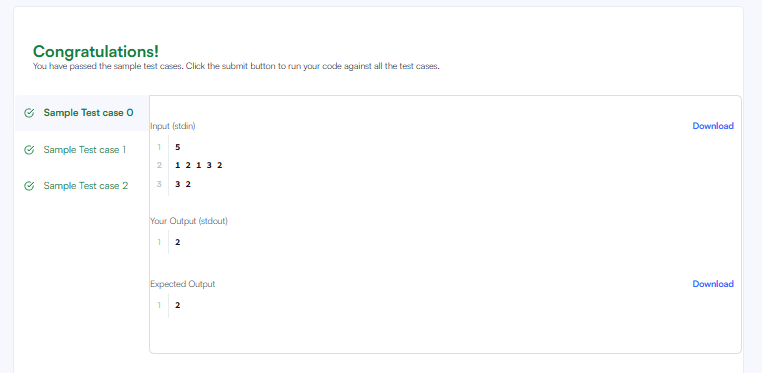 Congratulations!
You have passed the sample test cases. Click the submit button to run your code against all the test cases.
Sample Test case 0
Sample Test case 1
Sample Test case 2
Input (stdin)
Download
1 5
2 1 2 1 3 2
3 3 2
Your Output (stdout)
1 2
Expected Output
Download
1 2